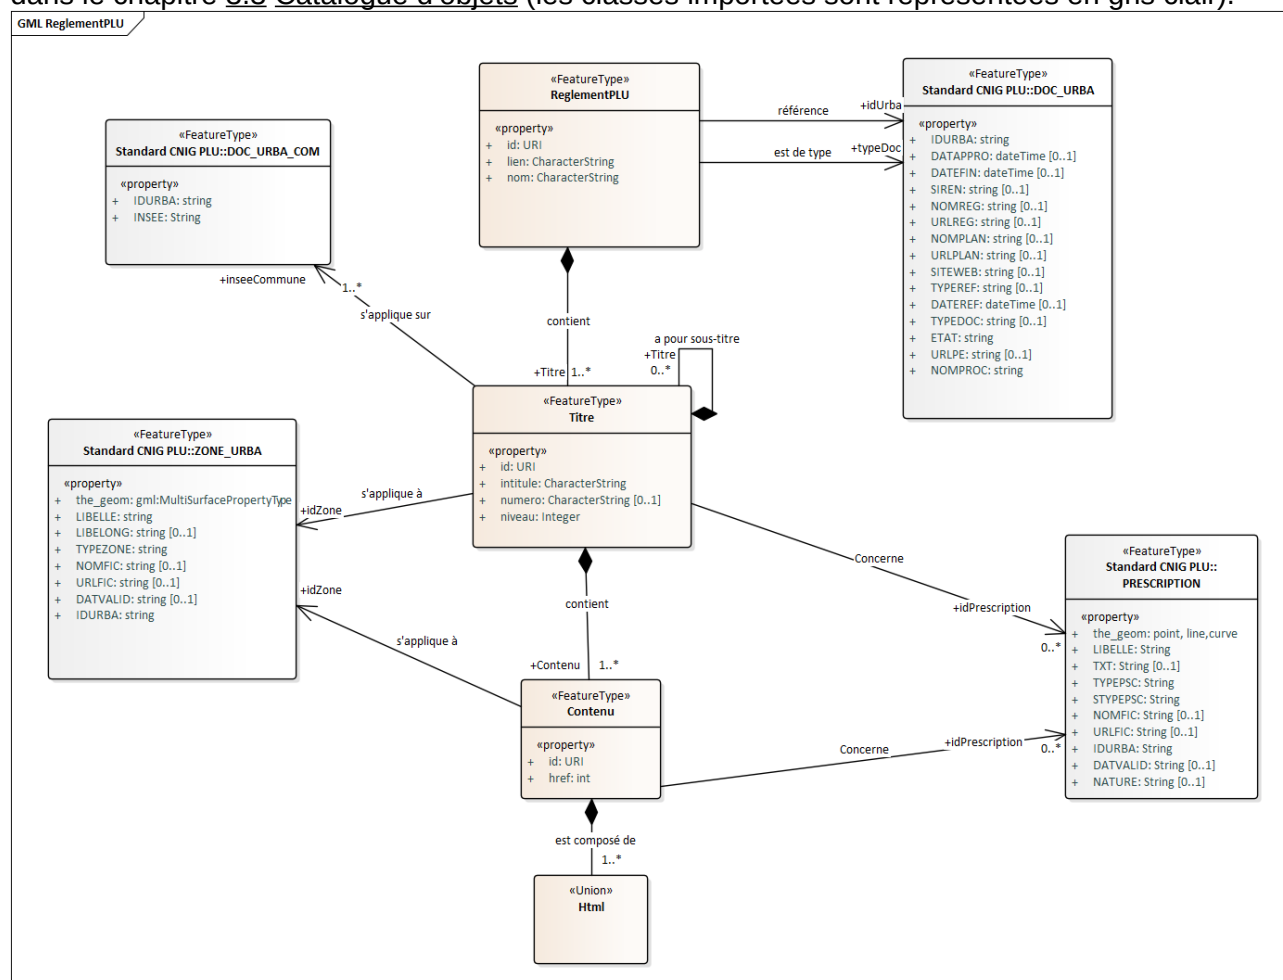 dans le chapitre 3.3 Catalogue d'objets (les classes importées sont représentées en gris clair).
GML ReglementPLU
«FeatureType»
ReglementPLU
«property»
+ id: URI
+ lien: CharacterString
+ nom: CharacterString
référence
+idUrba
est de type
+typeDoc
«FeatureType»
Standard CNIG PLU::DOC_URBA
«property»
+ IDURBA: string
+ DATAPPRO: dateTime [0..1]
+ DATEFIN: dateTime [0..1]
+ SIREN: string [0..1]
+ NOMREG: string [0..1]
+ URLREG: string [0..1]
+ NOMPLAN: string [0..1]
+ URLPLAN: string [0..1]
+ SITEWEB: string [0..1]
+ TYPEREF: string [0..1]
+ DATEREF: dateTime [0..1]
+ TYPEDOC: string [0..1]
+ ETAT: string
+ URLPE: string [0..1]
+ NOMPROC: string
«FeatureType»
Standard CNIG PLU::DOC_URBA_COM
«property»
+ IDURBA: string
+ INSEE: String
+inseeCommune
1..*
s'applique sur
contient
+Titre 1..*
a pour sous-titre
+Titre
0..*
«FeatureType»
Titre
«property»
+ id: URI
+ intitule: CharacterString
+ numero: CharacterString [0..1]
+ niveau: Integer
«FeatureType»
Standard CNIG PLU::ZONE_URBA
«property»
+ the_geom: gml:MultiSurfacePropertyType
+ LIBELLE: string
+ LIBELONG: string [0..1]
+ TYPEZONE: string
+ NOMFIC: string [0..1]
+ URLFIC: string [0..1]
+ DATVALID: string [0..1]
+ IDURBA: string
s'applique à
+idZone
+idZone
s'applique à
contient
+Contenu 1..*
Concerne
+idPrescription
0..*
«FeatureType»
Standard CNIG PLU::
PRESCRIPTION
«property»
+ the_geom: point, line,curve
+ LIBELLE: String
+ TXT: String [0..1]
+ TYPEPSC: String
+ STYPEPSC: String
+ NOMFIC: String [0..1]
+ URLFIC: String [0..1]
+ IDURBA: String
+ DATVALID: String [0..1]
+ NATURE: String [0..1]
«FeatureType»
Contenu
«property»
+ id: URI
+ href: int
Concerne
+idPrescription
0..*
est composé de
1..*
«Union»
Html